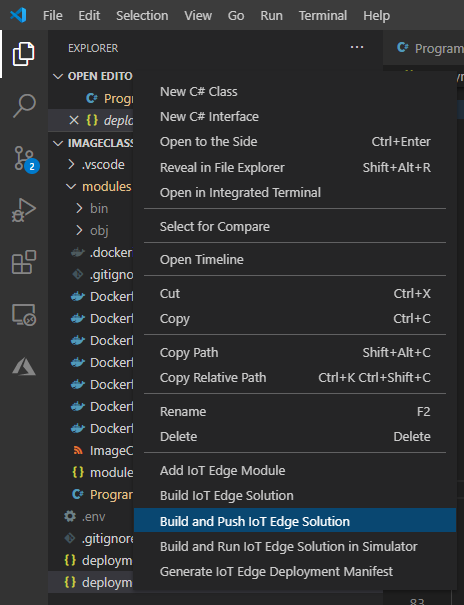 File Edit Selection View Go Run Terminal Help
EXPLORER
Program
OPEN EDITO
Prog
deplo
IMAGECLASS
.vscode
modules
bin
obj
.docker
.gitignor
Dockerf
Dockerf
Dockerf
Dockerf
Dockerf
ImageC
module
Program
.env
.gitignore
deploym
deploym
2
New C# Class
New C# Interface
Open to the Side Ctrl+Enter
Reveal in File Explorer Shift+Alt+R
Open in Integrated Terminal
Select for Compare
Open Timeline
Cut Ctrl+X
Copy Ctrl+C
Copy Path Shift+Alt+C
Copy Relative Path Ctrl+K Ctrl+Shift+C
Rename F2
Delete Delete
Add IoT Edge Module
Build IoT Edge Solution
Build and Push IoT Edge Solution
Build and Run IoT Edge Solution in Simulator
Generate IoT Edge Deployment Manifest
83